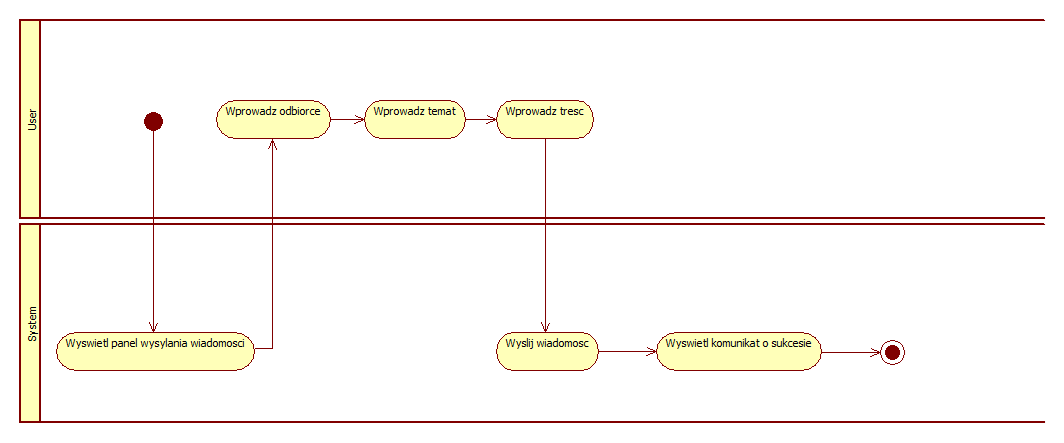 User
Wprowadz odbiorce
Wprowadz temat
Wprowadz tresc
System
Wyswietl panel wysylania wiadomosci
Wyslij wiadomosc
Wyswietl komunikat o sukcesie